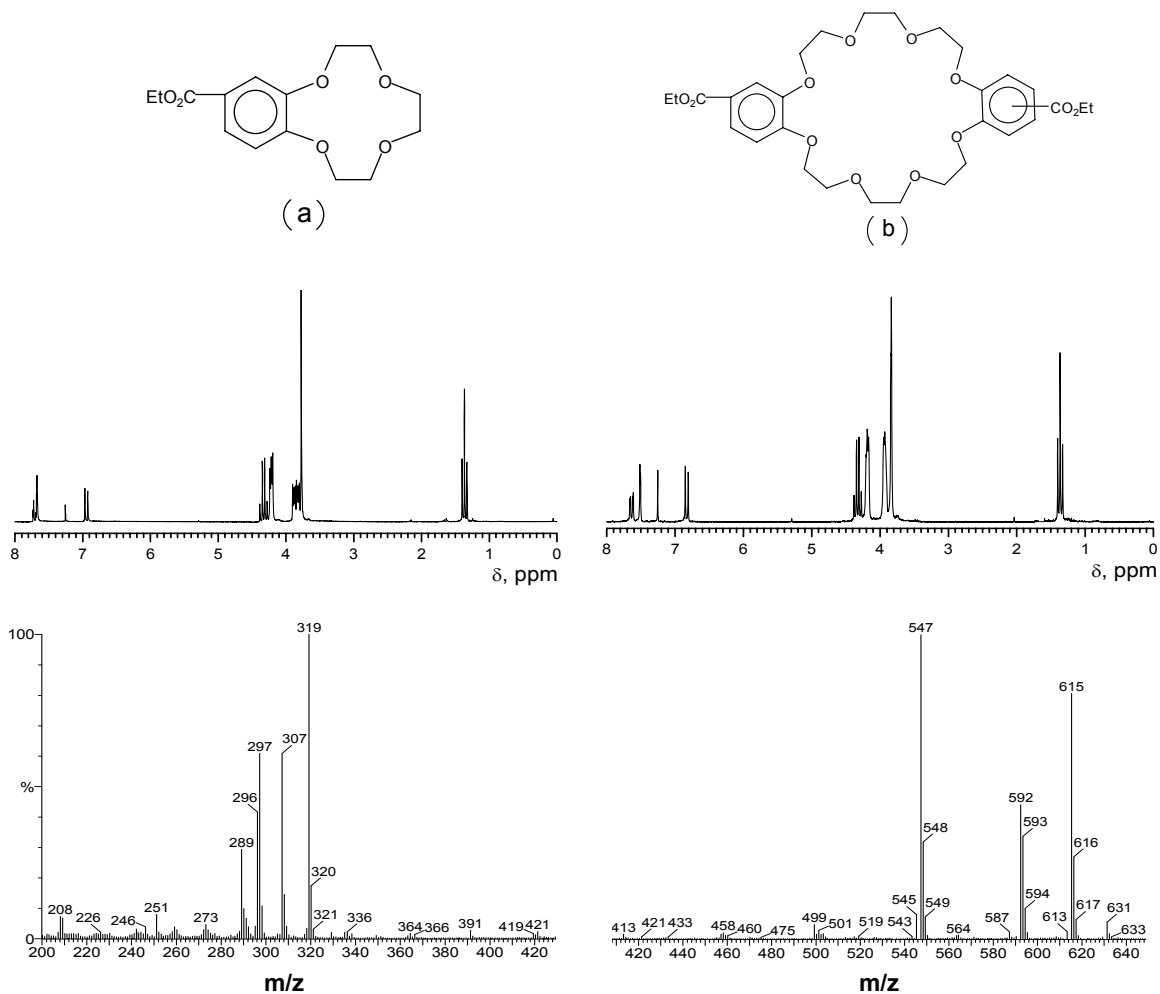 EtO₂C
O
O
O
O
(a)
EtO₂C
O
O
O
O
O
O
O
O
CO₂Et
(b)
8 7 6 5 4 3 2 1 0
δ, ppm
8 7 6 5 4 3 2 1 0
δ, ppm
100
%
0
319
297
307
296
289
320
321
208
226
246
251
273
336
364
366
391
419
421
200 220 240 260 280 300 320 340 360 380 400 420
m/z
547
615
592
593
548
616
545
549
594
617
631
413
421
433
458
460
475
499
501
519
543
564
587
613
633
420 440 460 480 500 520 540 560 580 600 620 640
m/z